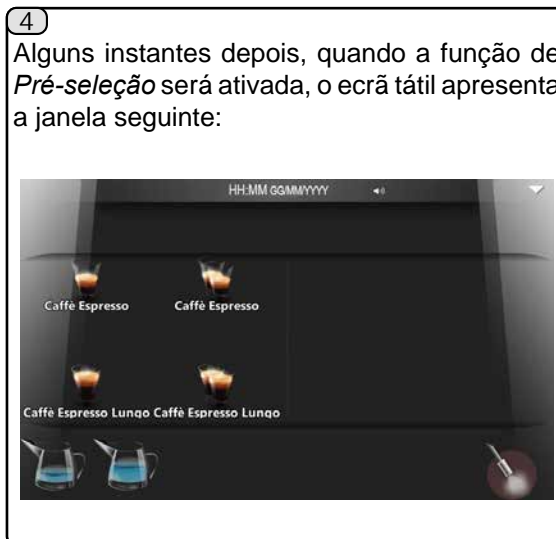 4
Alguns instantes depois, quando a função de
Pré-seleção será ativada, o ecrã tátil apresenta
a janela seguinte:
HH:MM GG/MM/YYYY
Caffè Espresso Caffè Espresso
Caffè Espresso Lungo Caffè Espresso Lungo